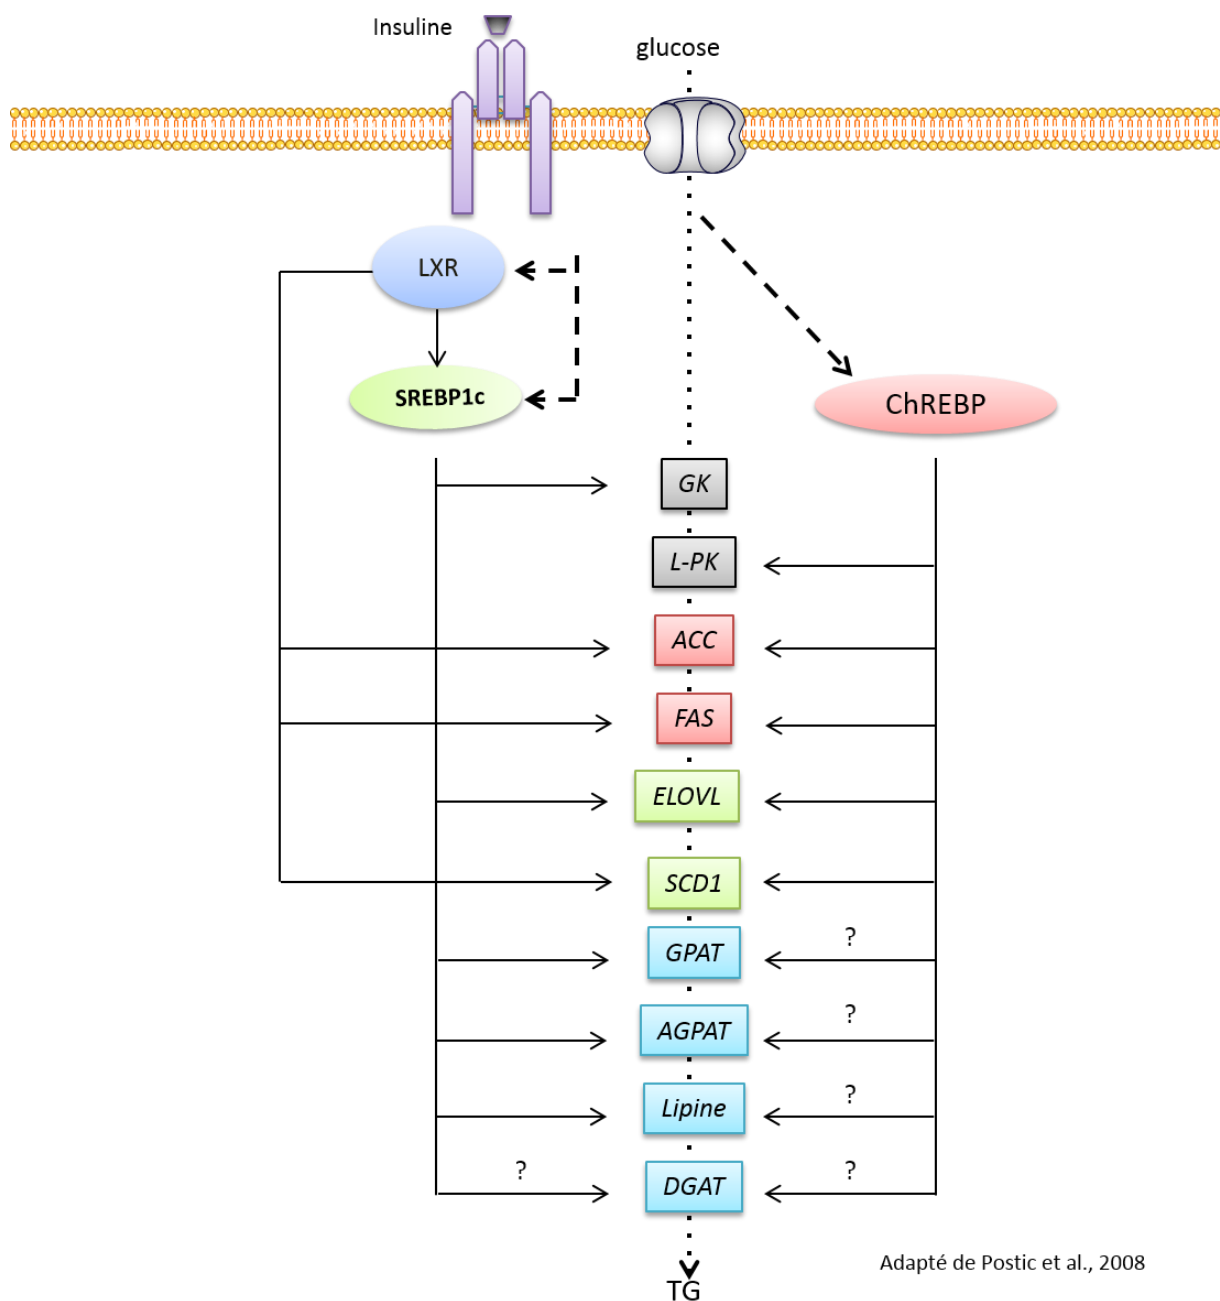 Insuline
glucose
LXR
SREBP1c
ChREBP
GK
L-PK
ACC
FAS
ELOVL
SCD1
GPAT
?
AGPAT
?
Lipine
?
?
DGAT
?
TG
Adapté de Postic et al., 2008